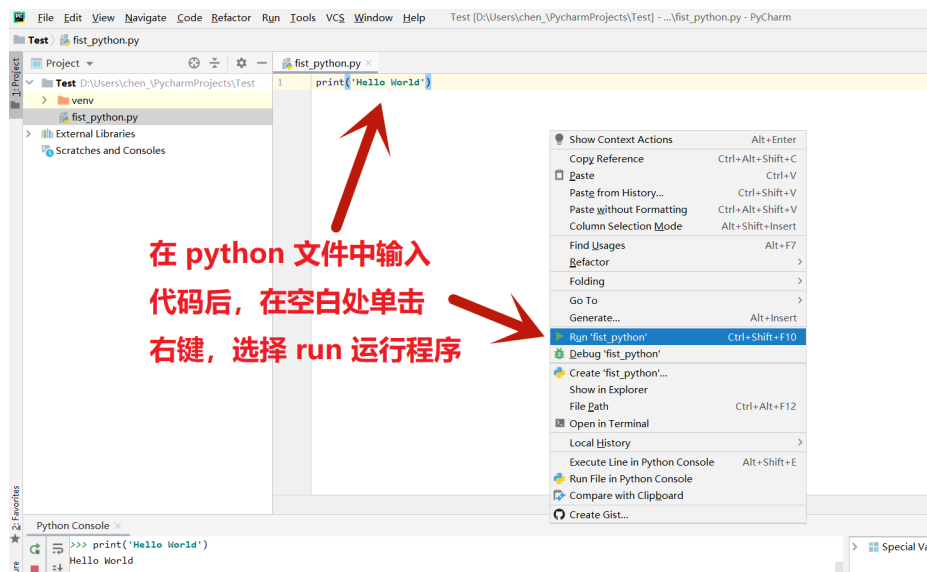 File Edit View Navigate Code Refactor Run Tools VCS Window Help Test [D:\Users\chen_\PycharmProjects\Test] - ...\fist_python.py - PyCharm
Test fist_python.py
1: Project
Project
fist_python.py
Test D:\Users\chen_\PycharmProjects\Test
venv
fist_python.py
External Libraries
Scratches and Consoles
1 print('Hello World')
在 python 文件中输入
代码后，在空白处单击
右键，选择 run 运行程序
Show Context Actions Alt+Enter
Copy Reference Ctrl+Alt+Shift+C
Paste Ctrl+V
Paste from History... Ctrl+Shift+V
Paste without Formatting Ctrl+Alt+Shift+V
Column Selection Mode Alt+Shift+Insert
Find Usages Alt+F7
Refactor
Folding
Go To
Generate... Alt+Insert
Run 'fist_python' Ctrl+Shift+F10
Debug 'fist_python'
Create 'fist_python'...
Show in Explorer
File Path Ctrl+Alt+F12
Open in Terminal
Local History
Execute Line in Python Console Alt+Shift+E
Run File in Python Console
Compare with Clipboard
Create Gist...
2: Favorites
Python Console
>>> print('Hello World')
Hello World
Special Va